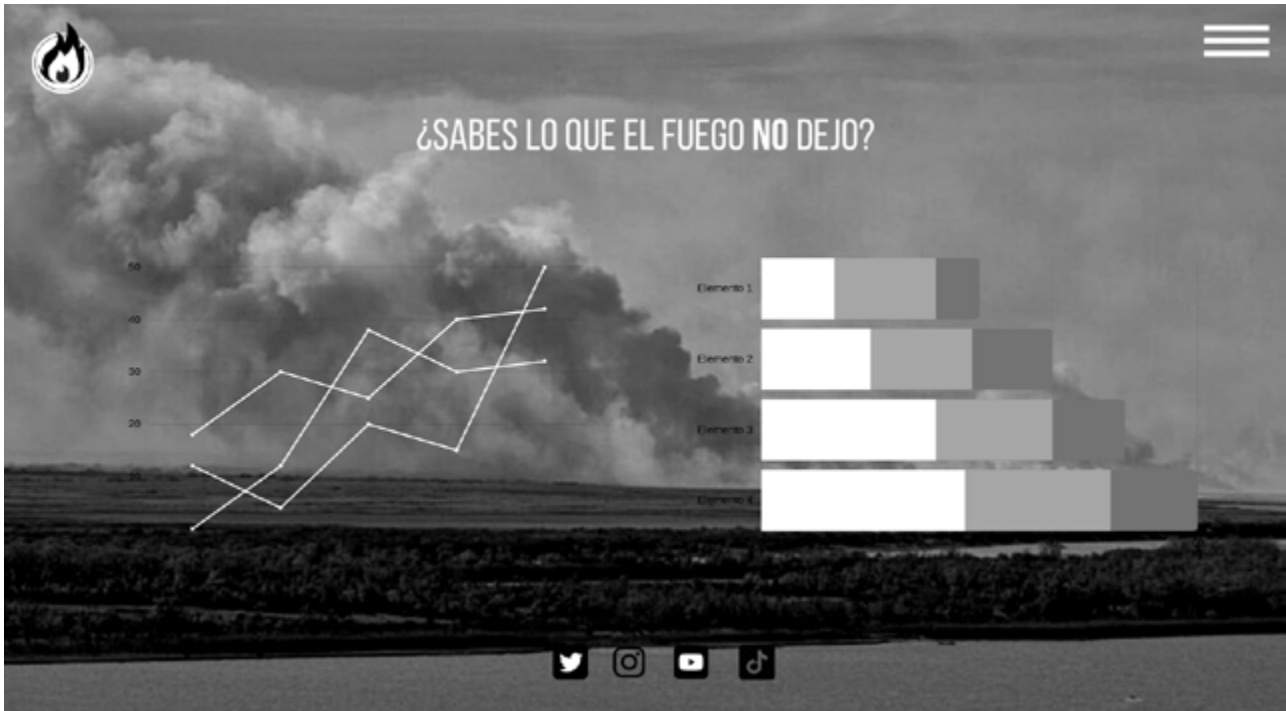 ¿SABES LO QUE EL FUEGO NO DEJO?
50
40
30
20
10
Elemento 1
Elemento 2
Elemento 3
Elemento 4